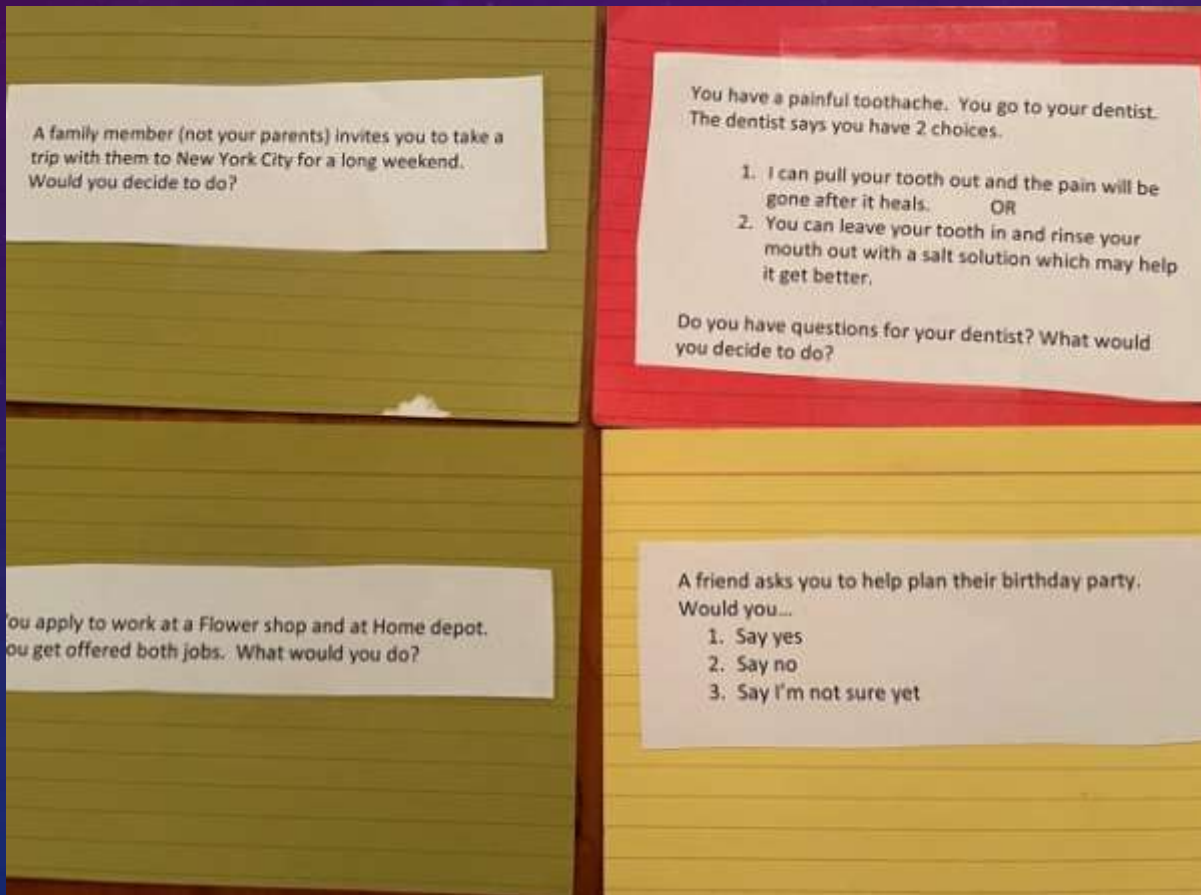 A family member (not your parents) invites you to take a
trip with them to New York City for a long weekend.
Would you decide to do?
You have a painful toothache. You go to your dentist.
The dentist says you have 2 choices.
1. I can pull your tooth out and the pain will be
gone after it heals. OR
2. You can leave your tooth in and rinse your
mouth out with a salt solution which may help
it get better.
Do you have questions for your dentist? What would
you decide to do?
ou apply to work at a Flower shop and at Home depot.
ou get offered both jobs. What would you do?
A friend asks you to help plan their birthday party.
Would you...
1. Say yes
2. Say no
3. Say I'm not sure yet